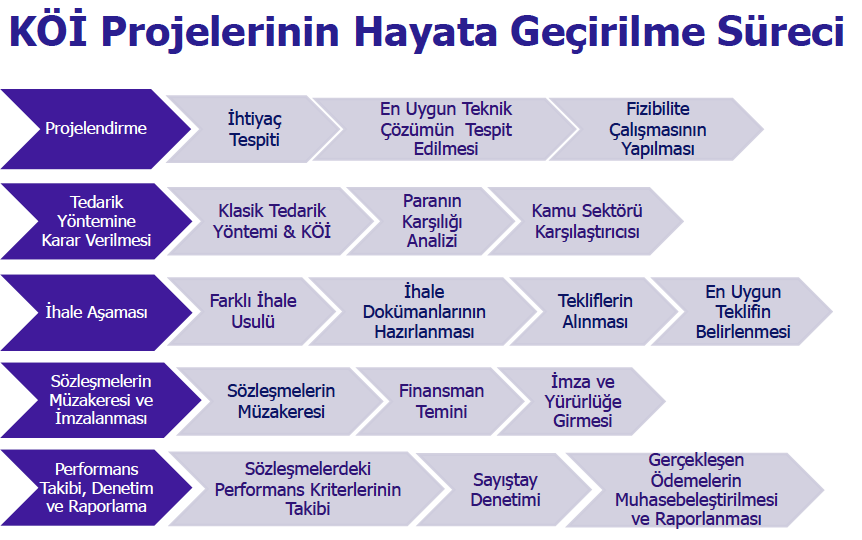 KÖİ Projelerinin Hayata Geçirilme Süreci
Projelendirme
İhtiyaç
Tespiti
En Uygun Teknik
Çözümün Tespit
Edilmesi
Fizibilite
Çalışmasının
Yapılması
Tedarik
Yöntemine
Karar Verilmesi
Klasik Tedarik
Yöntemi & KÖİ
Paranın
Karşılığı
Analizi
Kamu Sektörü
Karşılaştırıcısı
İhale Aşaması
Farklı İhale
Usulü
İhale
Dokümanlarının
Hazırlanması
Tekliflerin
Alınması
En Uygun
Teklifin
Belirlenmesi
Sözleşmelerin
Müzakeresi ve
İmzalanması
Sözleşmelerin
Müzakeresi
Finansman
Temini
İmza ve
Yürürlüğe
Girmesi
Performans
Takibi, Denetim
ve Raporlama
Sözleşmelerdeki
Performans Kriterlerinin
Takibi
Sayıştay
Denetimi
Gerçekleşen
Ödemelerin
Muhasebeleştirilmesi
ve Raporlanması